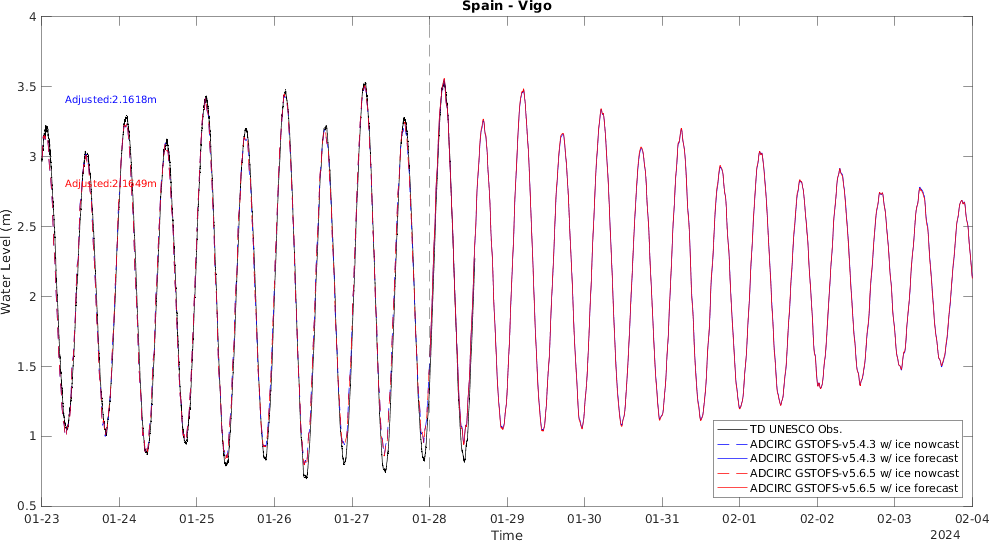 Spain - Vigo
4
3.5
3
2.5
2
1.5
1
0.5
Water Level (m)
Adjusted:2.1618m
Adjusted:2.1649m
TD UNESCO Obs.
ADCIRC GSTOFS-v5.4.3 w/ ice nowcast
ADCIRC GSTOFS-v5.4.3 w/ ice forecast
ADCIRC GSTOFS-v5.6.5 w/ ice nowcast
ADCIRC GSTOFS-v5.6.5 w/ ice forecast
01-23 01-24 01-25 01-26 01-27 01-28 01-29 01-30 01-31 02-01 02-02 02-03 02-04
Time
2024